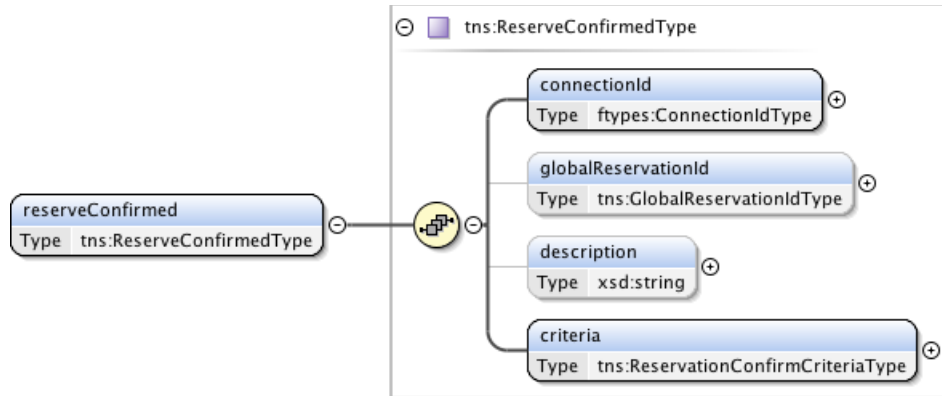 tns:ReserveConfirmedType
connectionId
Type ftypes:ConnectionIdType
globalReservationId
Type tns:GlobalReservationIdType
reserveConfirmed
Type tns:ReserveConfirmedType
description
Type xsd:string
criteria
Type tns:ReservationConfirmCriteriaType